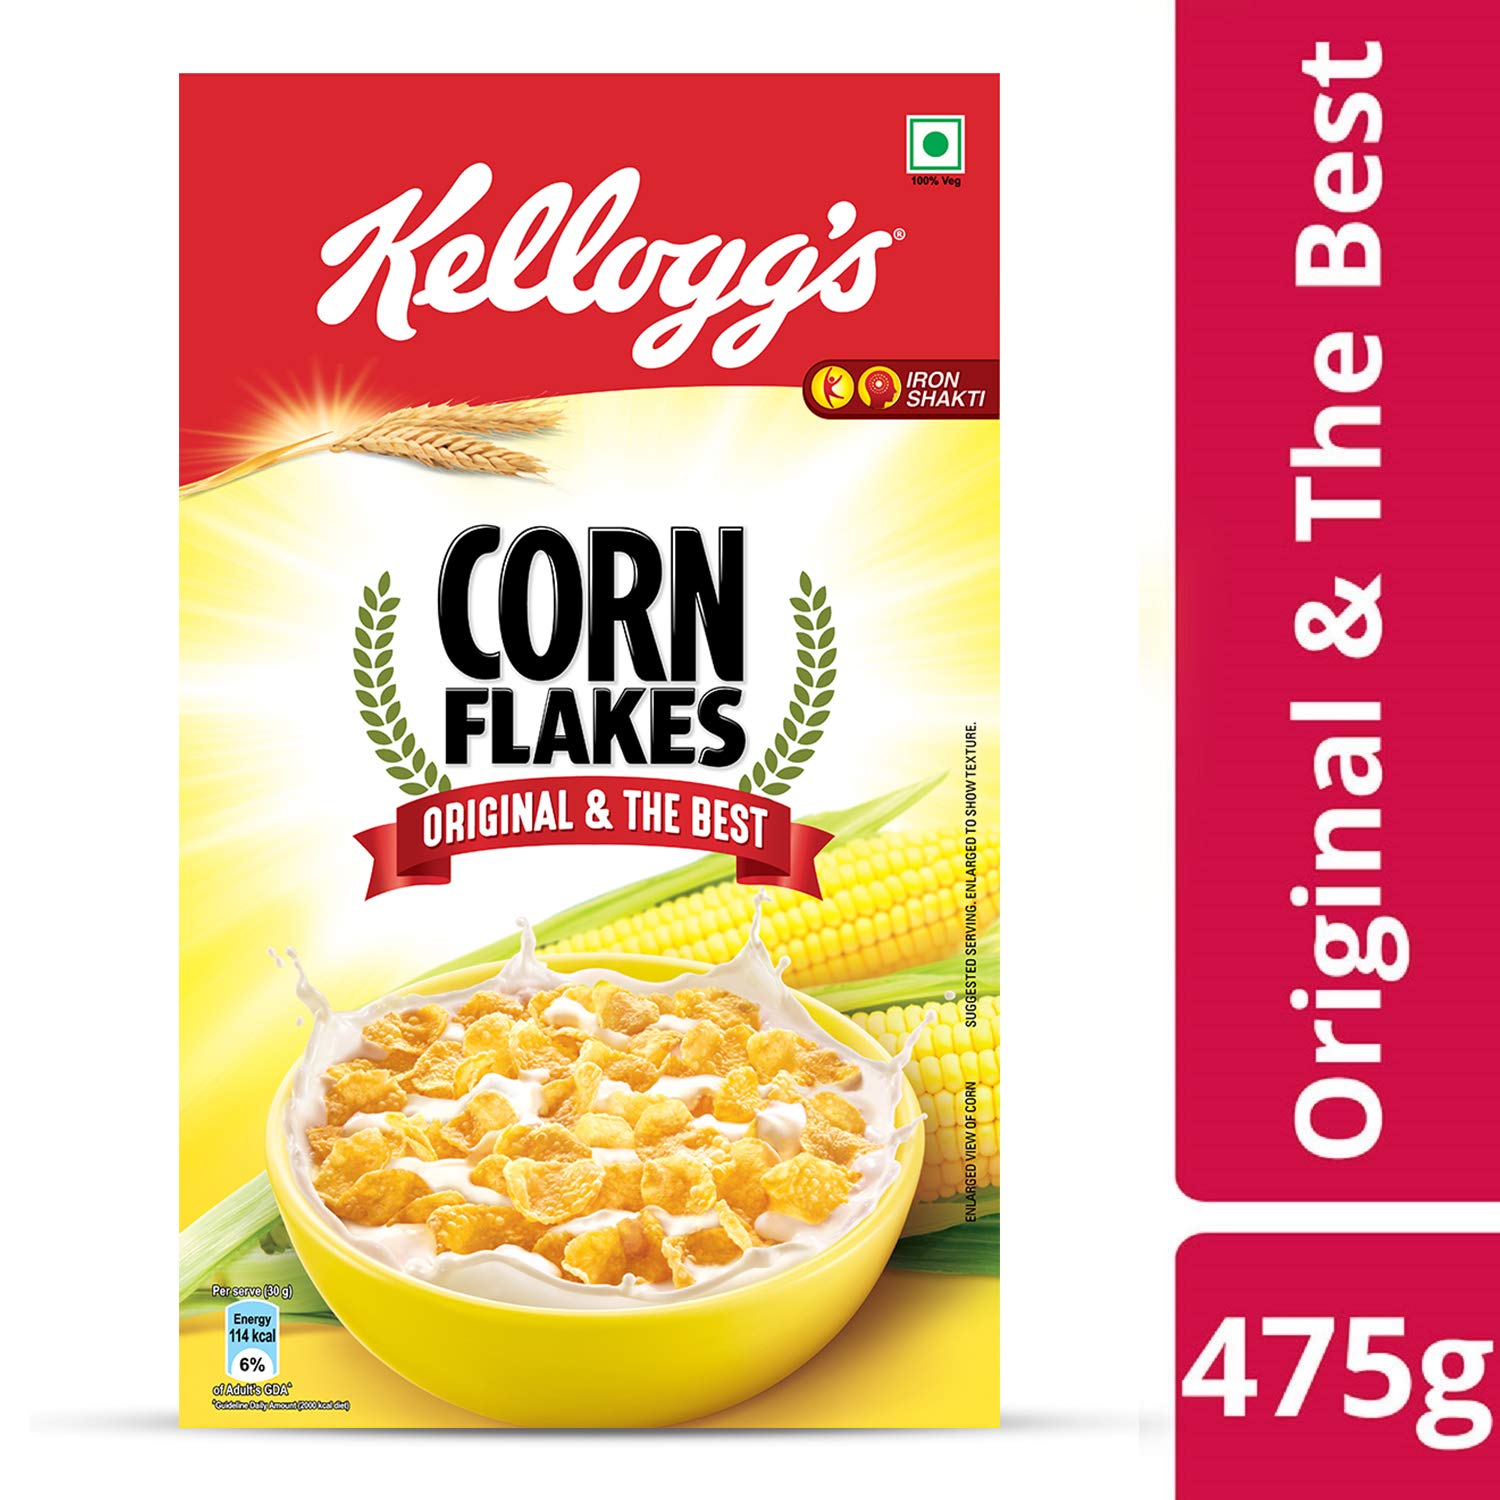 Kellogg's®
100% Veg
IRON
SHAKTI
CORN
FLAKES
ORIGINAL & THE BEST
SUGGESTED SERVING. ENLARGED TO SHOW TEXTURE.
ENLARGED VIEW OF CORN
Per serve (30 g)
Energy
114 kcal
6%
of Adult's GDA^
^Guideline Daily Amount (2000 kcal diet)
Original & The Best
475g